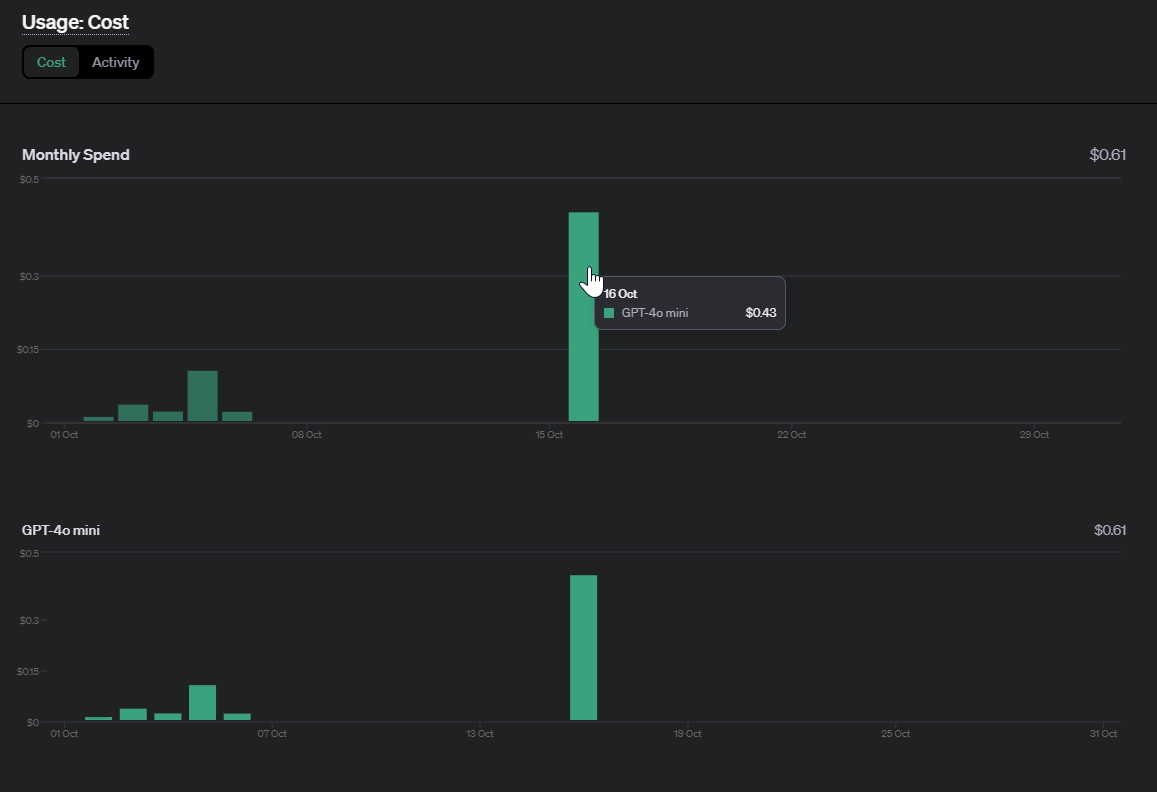 Usage: Cost
Cost Activity
Monthly Spend $0.61
$0.5
$0.3
16 Oct
GPT-4o mini $0.43
$0.15
$0
01 Oct 08 Oct 15 Oct 22 Oct 29 Oct
GPT-4o mini $0.61
$0.5
$0.3
$0.15
$0
01 Oct 07 Oct 13 Oct 19 Oct 25 Oct 31 Oct